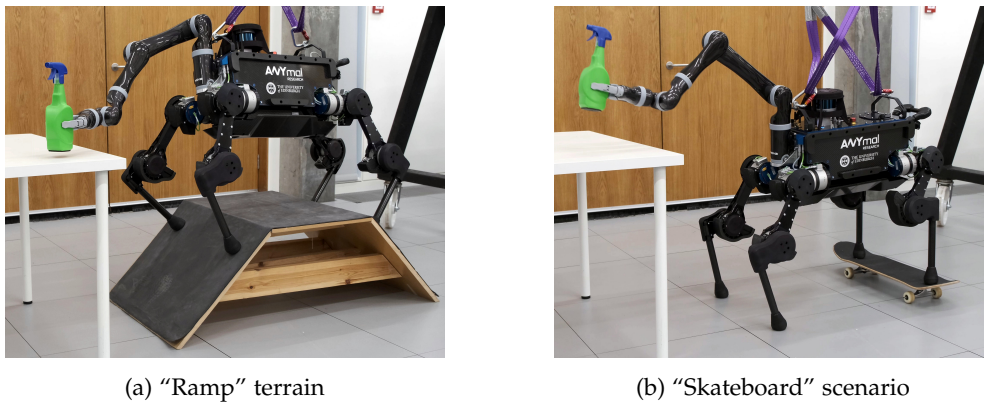 ANYmal
RESEARCH
THE UNIVERSITY
of EDINBURGH
ANYmal
RESEARCH
THE UNIVERSITY
of EDINBURGH
(a) “Ramp” terrain
(b) “Skateboard” scenario